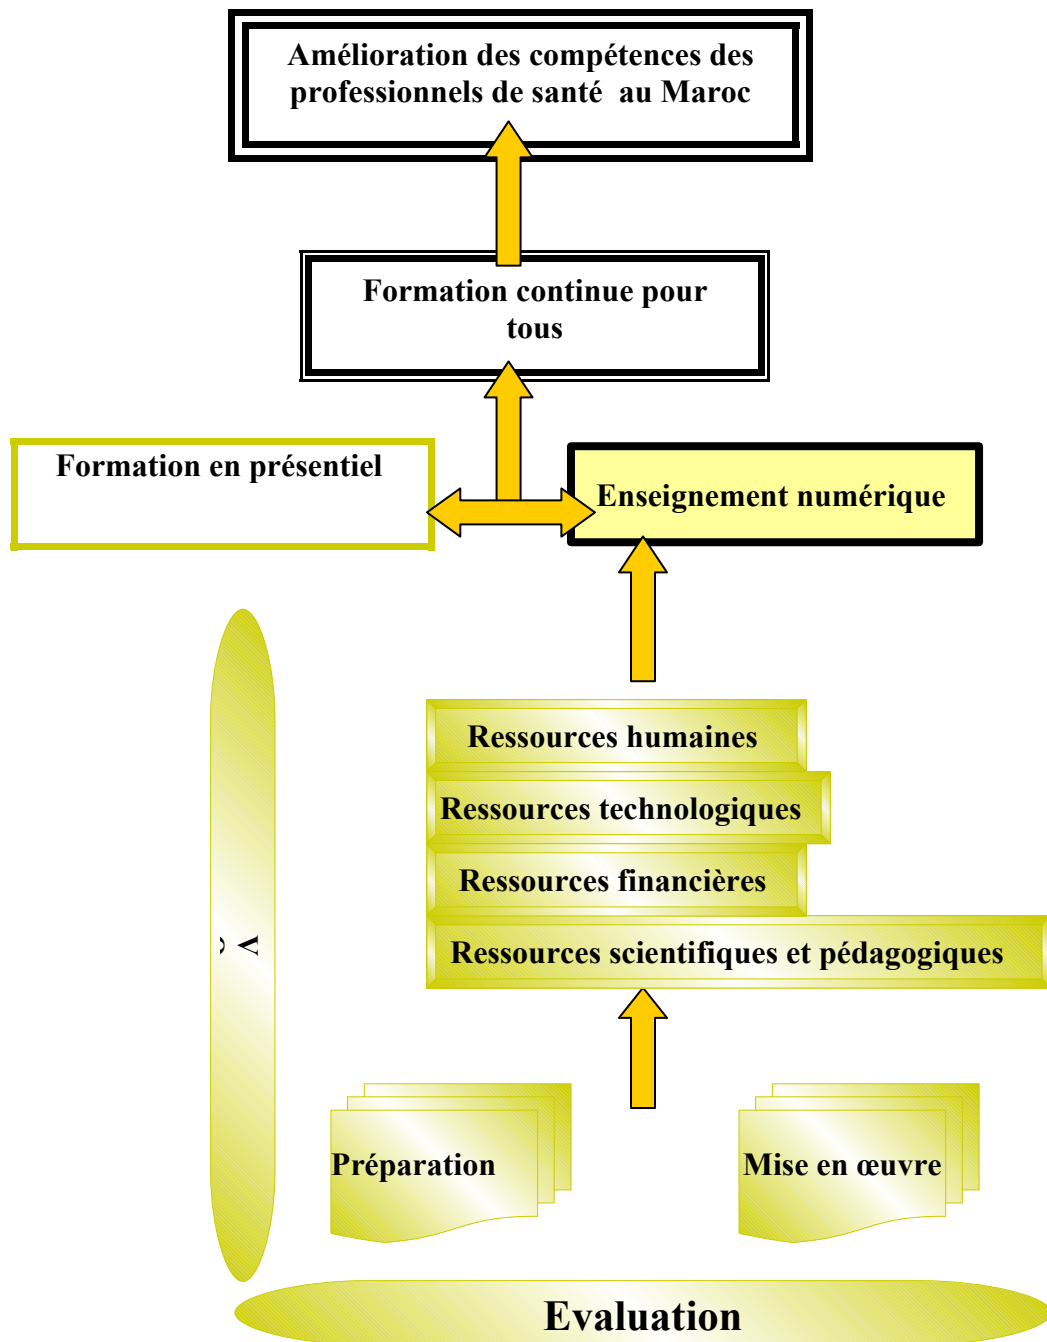 Amélioration des compétences des
professionnels de santé au Maroc
Formation continue pour
tous
Formation en présentiel
Enseignement numérique
Ressources humaines
Ressources technologiques
Ressources financières
Ressources scientifiques et pédagogiques
V
Préparation
Mise en œuvre
Evaluation